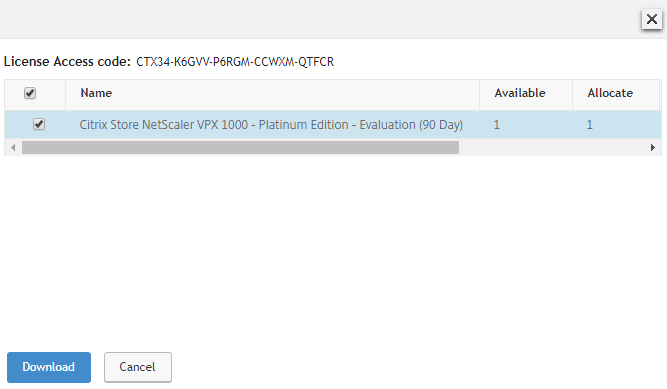 License Access code: CTX34-K6GVV-P6RGM-CCWXM-QTFCR
Name Available Allocate
Citrix Store NetScaler VPX 1000 - Platinum Edition - Evaluation (90 Day) 1 1
Download Cancel